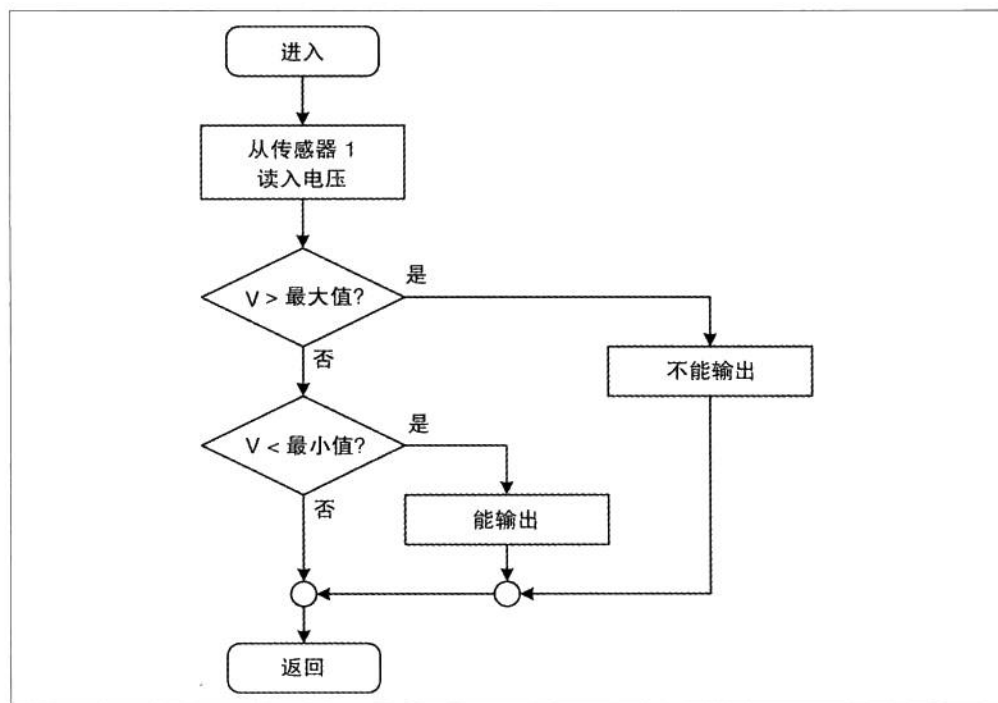 进入
从传感器 1
读入电压
V > 最大值?
是
否
不能输出
V < 最小值?
是
否
能输出
返回